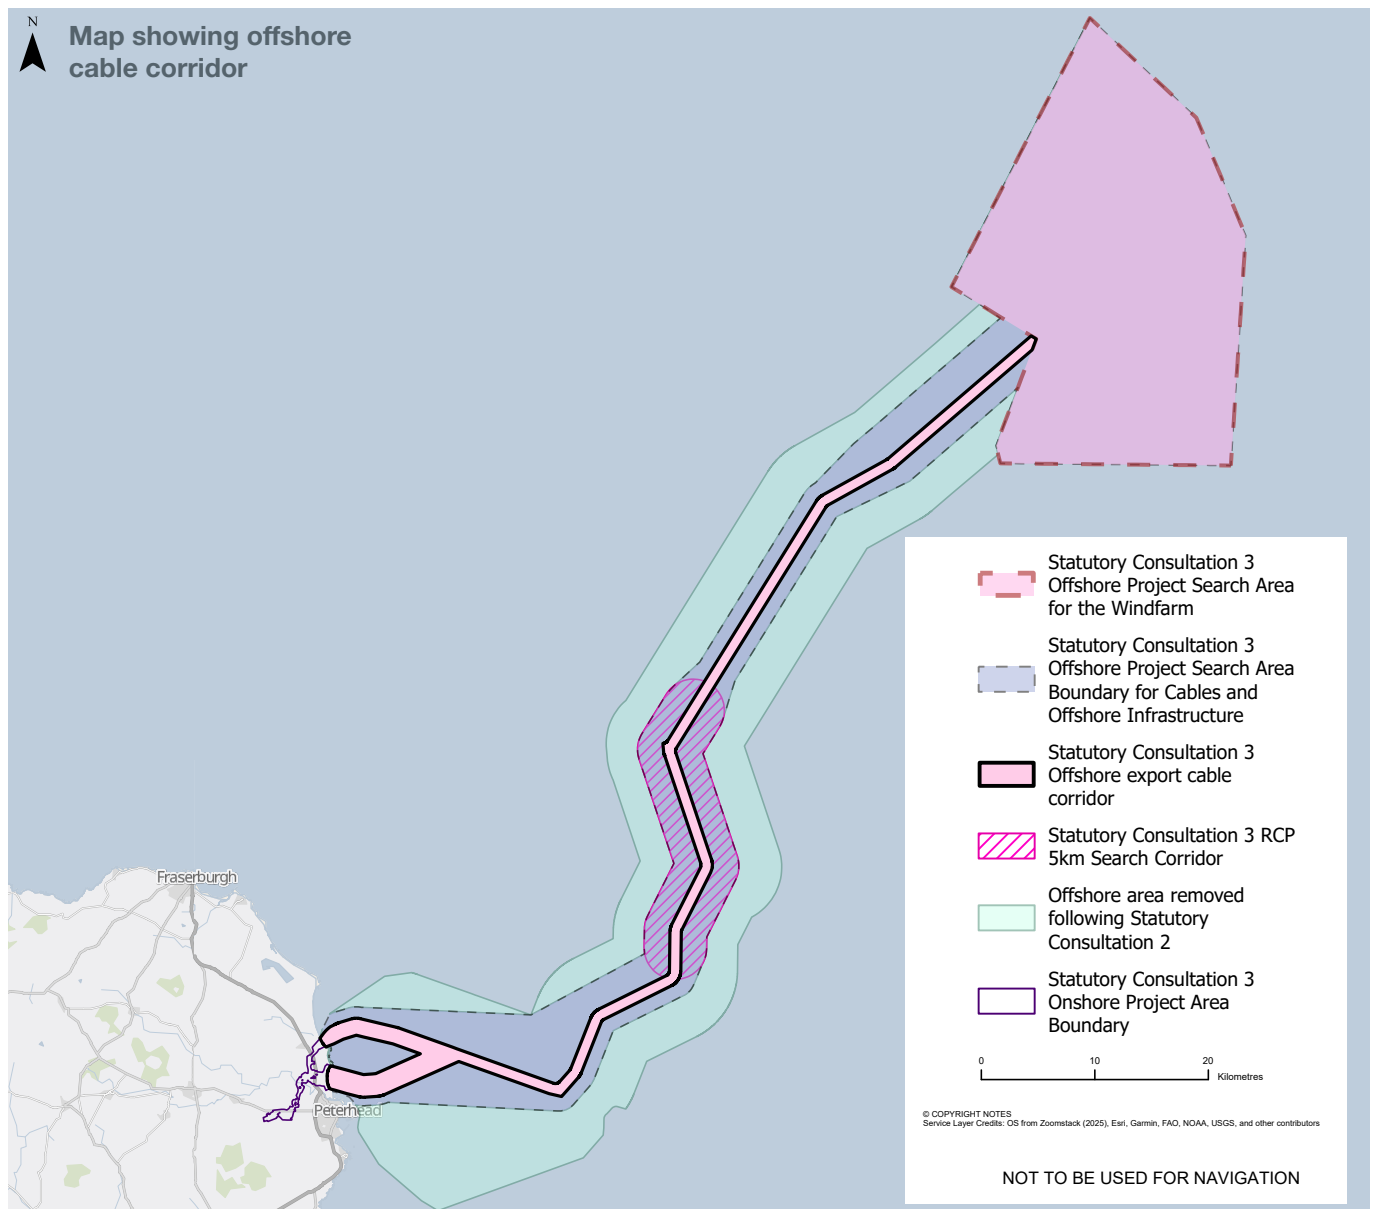 N
Map showing offshore
cable corridor
Fraserburgh
Peterhead
Statutory Consultation 3
Offshore Project Search Area
for the Windfarm
Statutory Consultation 3
Offshore Project Search Area
Boundary for Cables and
Offshore Infrastructure
Statutory Consultation 3
Offshore export cable
corridor
Statutory Consultation 3 RCP
5km Search Corridor
Offshore area removed
following Statutory
Consultation 2
Statutory Consultation 3
Onshore Project Area
Boundary
0 10 20
Kilometres
© COPYRIGHT NOTES
Service Layer Credits: OS from Zoomstack (2025), Esri, Garmin, FAO, NOAA, USGS, and other contributors
NOT TO BE USED FOR NAVIGATION